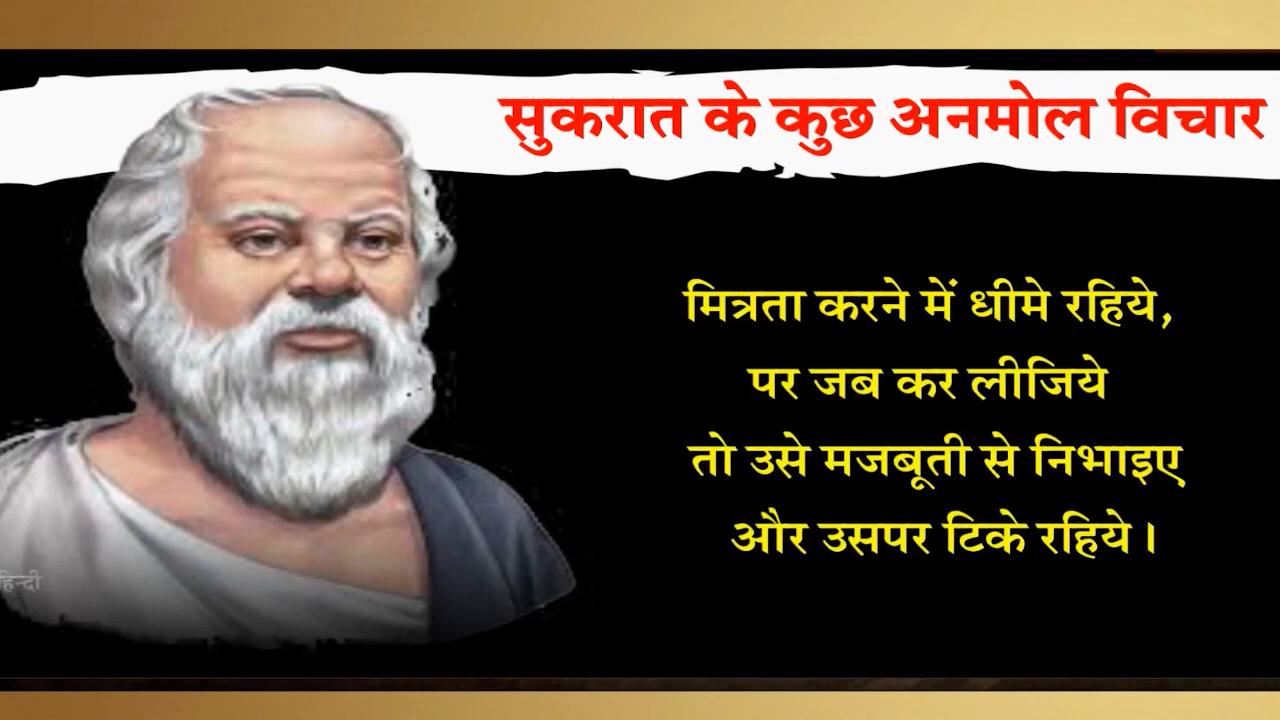 सुकरात के कुछ अनमोल विचार
मित्रता करने में धीमे रहिये,
पर जब कर लीजिये
तो उसे मजबूती से निभाइए
और उसपर टिके रहिये।
हिन्दी